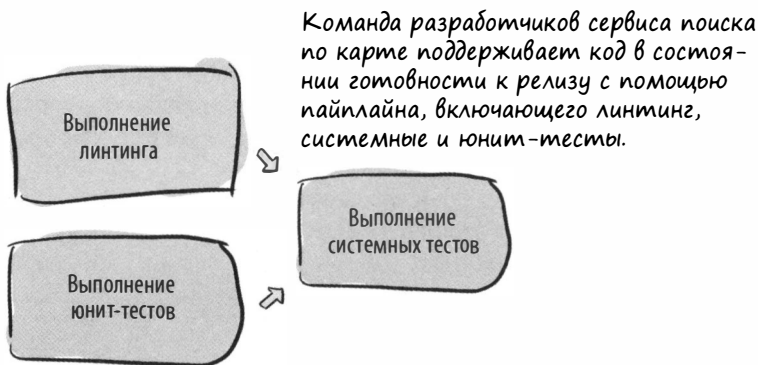 Команда разработчиков сервиса поиска
по карте поддерживает код в состоя-
нии готовности к релизу с помощью
пайплайна, включающего линтинг,
системные и юнит-тесты.
Выполнение
линтинга
Выполнение
системных тестов
Выполнение
юнит-тестов